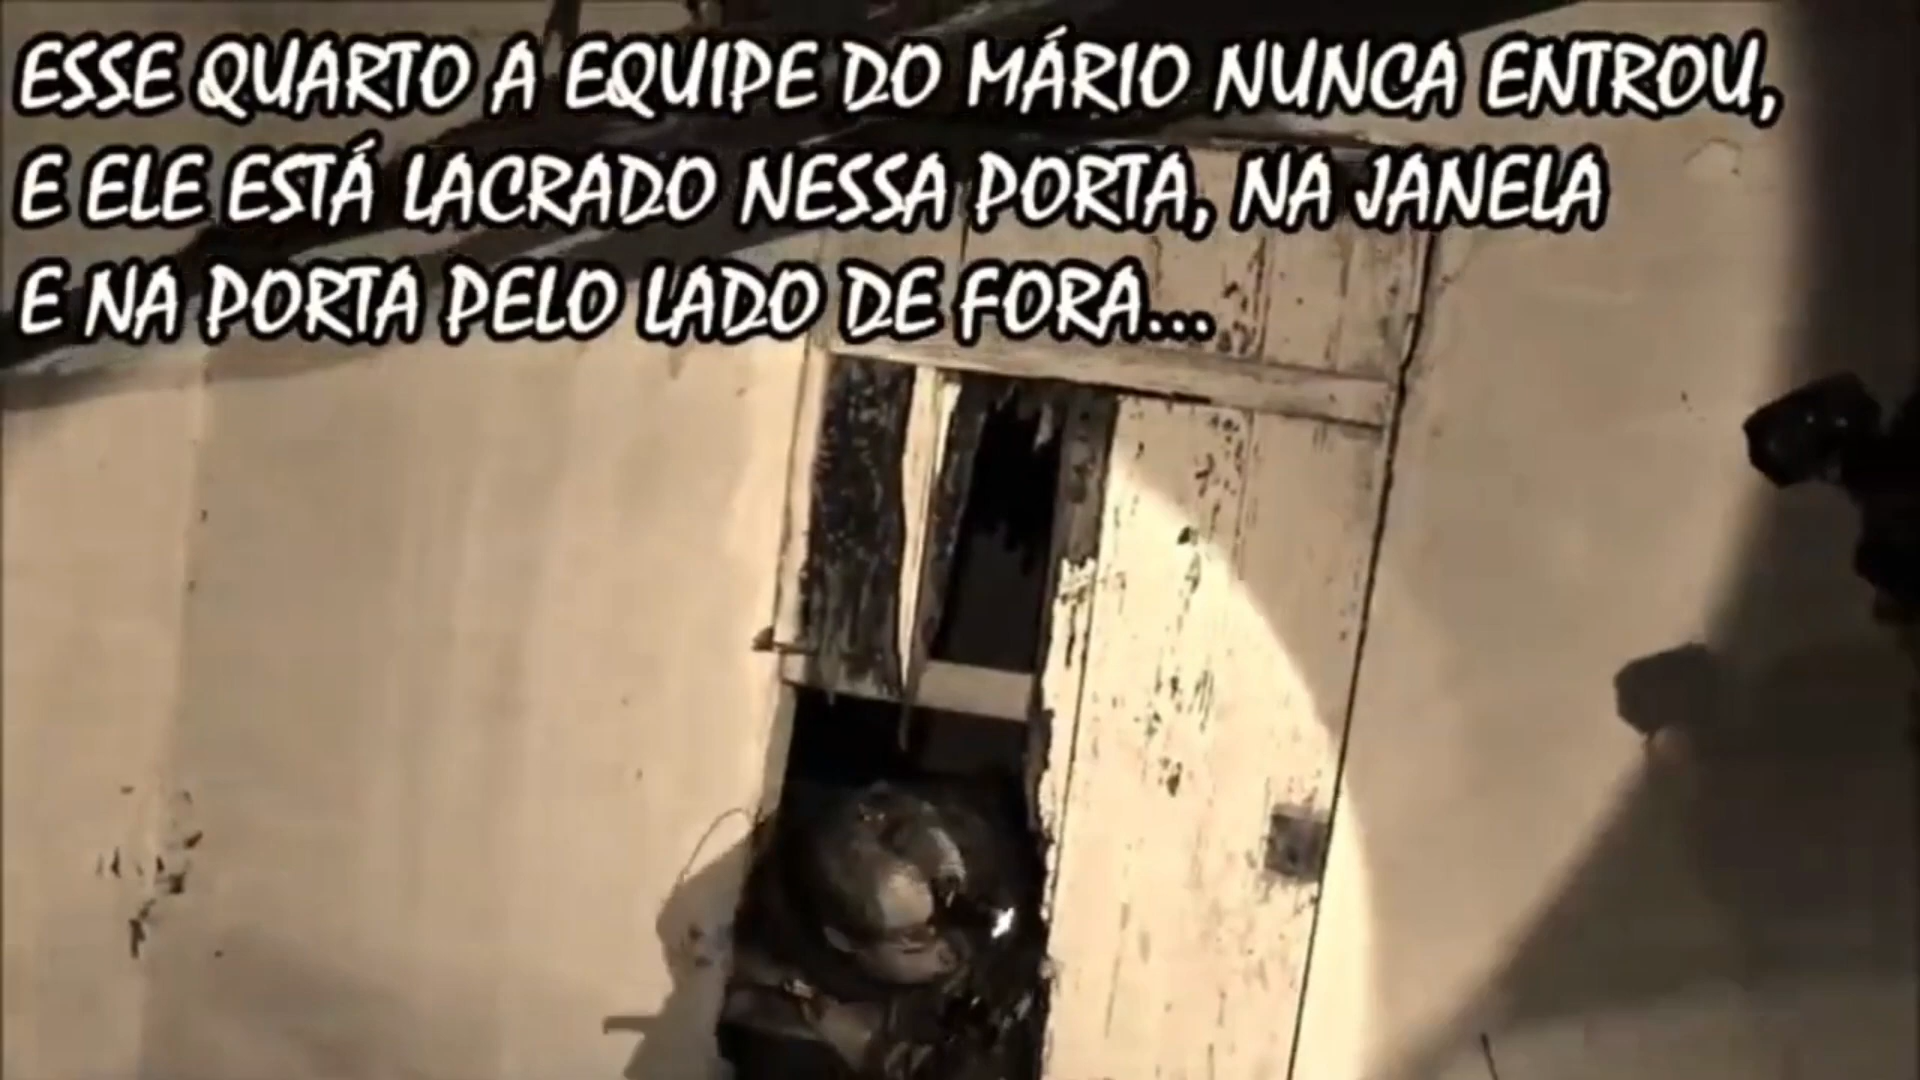 ESSE QUARTO A EQUIPE DO MÁRIO NUNCA ENTROU,
E ELE ESTÁ LACRADO NESSA PORTA, NA JANELA
E NA PORTA PELO LADO DE FORA...